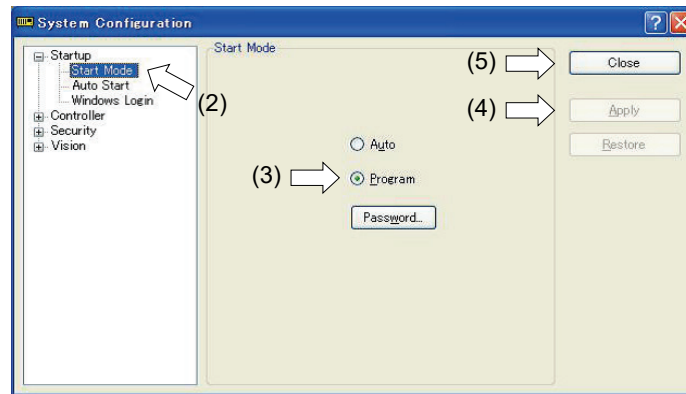 System Configuration
Startup
Start Mode
Auto Start
Windows Login
Controller
Security
Vision
(2)
Start Mode
Auto
(3)
Program
Password...
(5)
Close
(4)
Apply
Restore